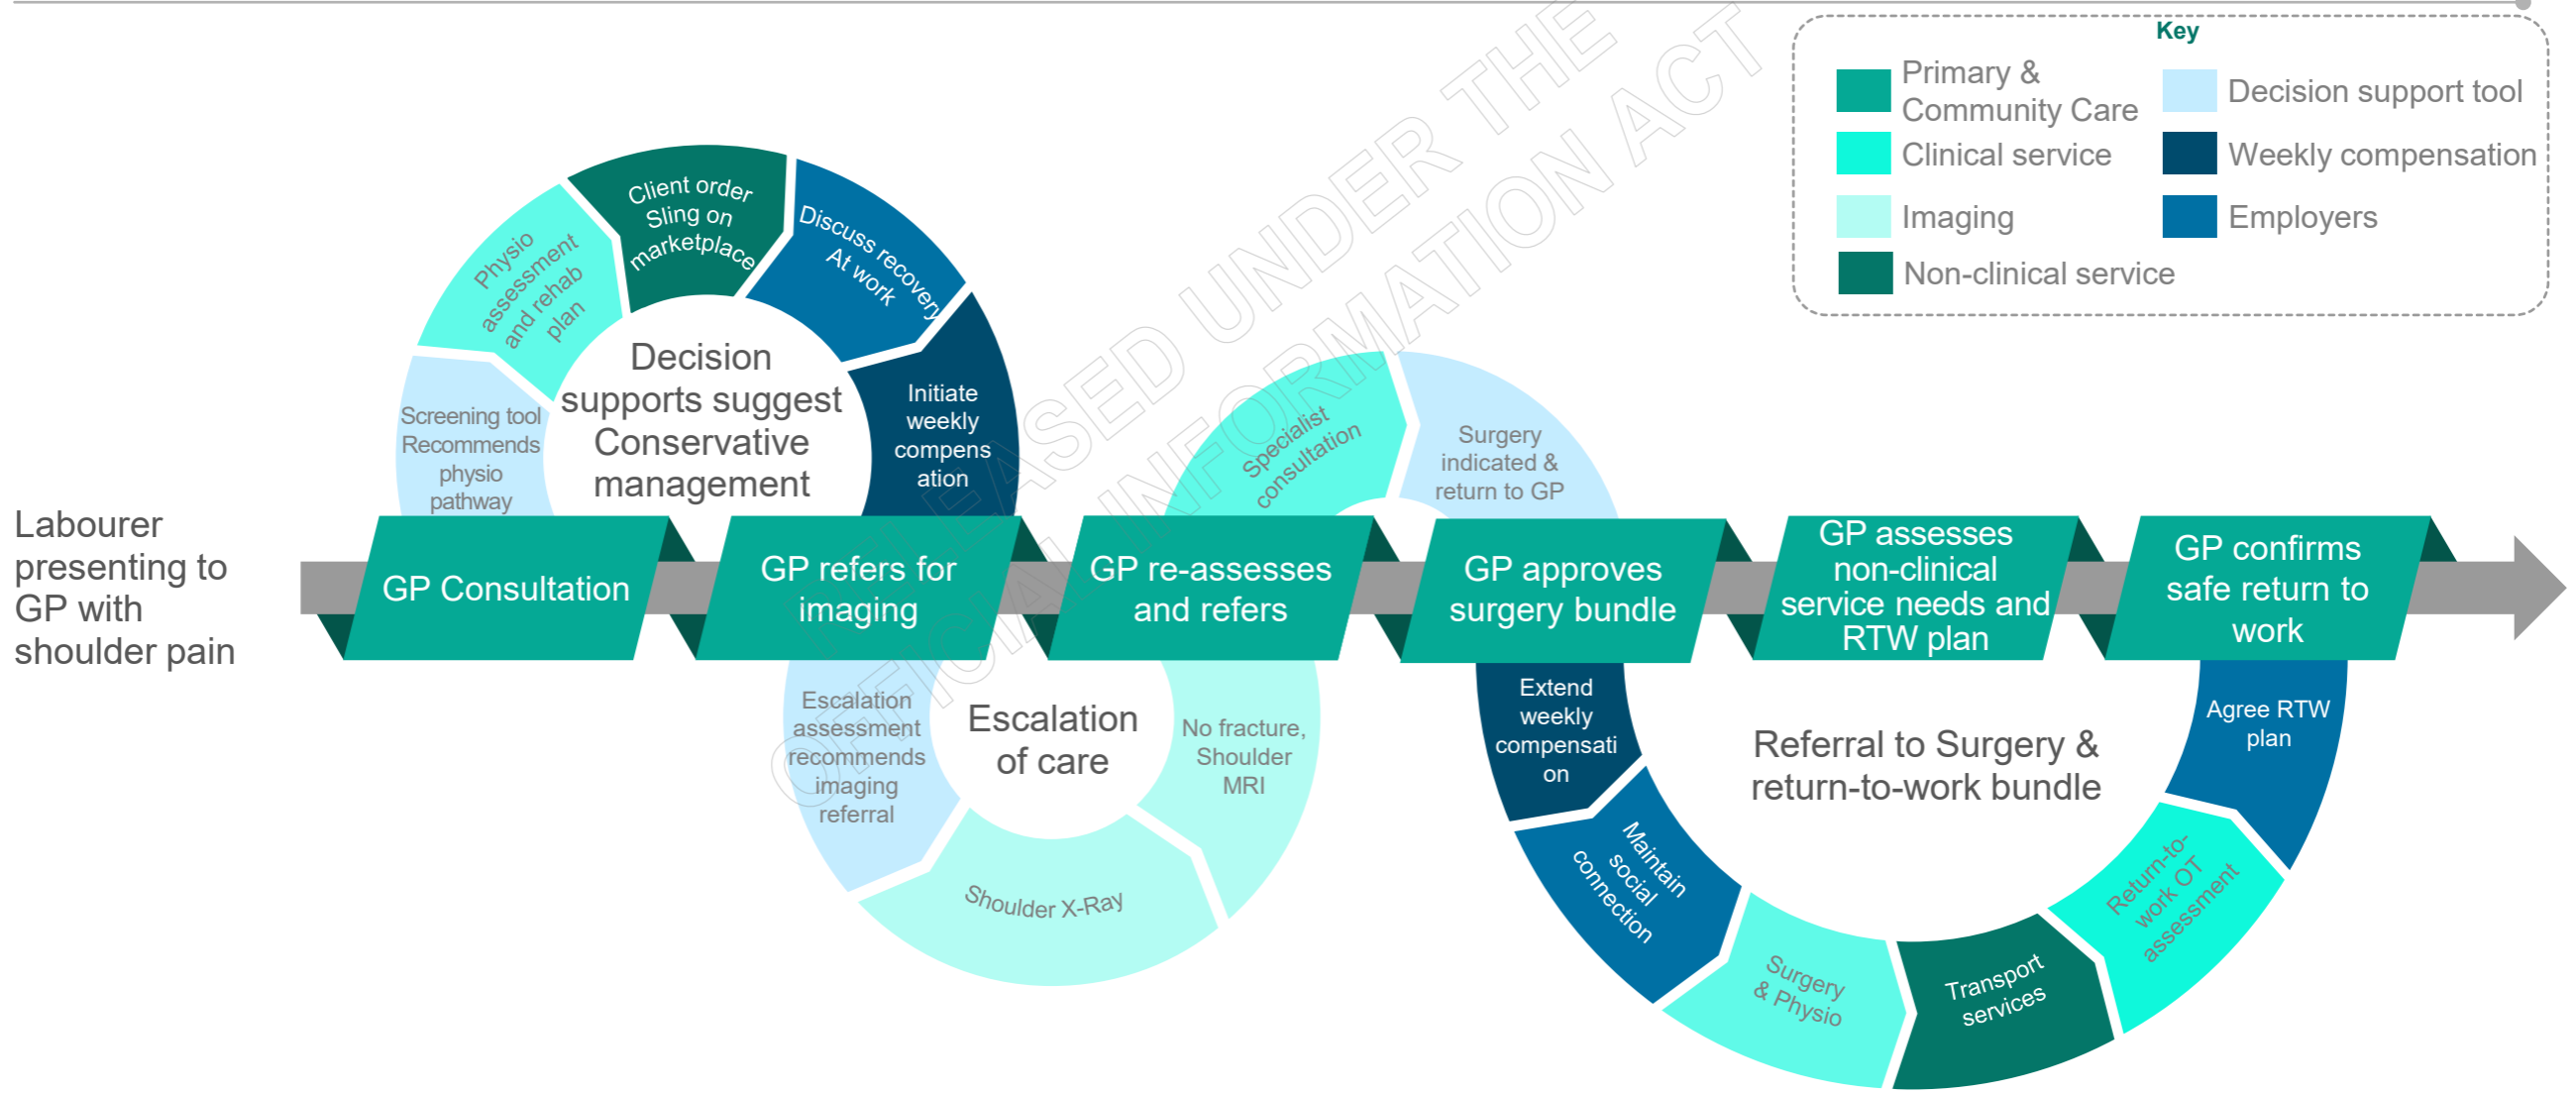 Key
Primary &
Community Care
Clinical service
Imaging
Non-clinical service
Decision support tool
Weekly compensation
Employers
Labourer
presenting to
GP with
shoulder pain
GP Consultation
Screening tool
Recommends
physio
pathway
Physio
assessment
and rehab
plan
Client order
Sling on
marketplace
Discuss recovery
At work
Initiate
weekly
compens
ation
Decision
supports suggest
Conservative
management
GP refers for
imaging
Escalation
assessment
recommends
imaging
referral
Shoulder X-Ray
No fracture,
Shoulder
MRI
Escalation
of care
GP re-assesses
and refers
Specialist
consultation
Surgery
indicated &
return to GP
GP approves
surgery bundle
Extend
weekly
compensati
on
Maintain
social
connection
Surgery
& Physio
Transport
services
Return-to-
work OT
assessment
Agree RTW
plan
Referral to Surgery &
return-to-work bundle
GP assesses
non-clinical
service needs and
RTW plan
GP confirms
safe return to
work
EASED UNDER THE
OFFICIAL INFORMATION ACT